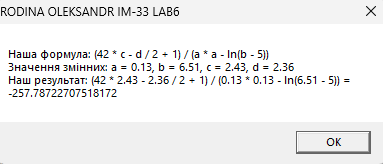 RODINA OLEKSANDR IM-33 LAB6
Наша формула: (42 * c - d / 2 + 1) / (a * a - ln(b - 5))
Значення змінних: a = 0.13, b = 6.51, c = 2.43, d = 2.36
Наш результат: (42 * 2.43 - 2.36 / 2 + 1) / (0.13 * 0.13 - ln(6.51 - 5)) =
-257.78722707518172
OK